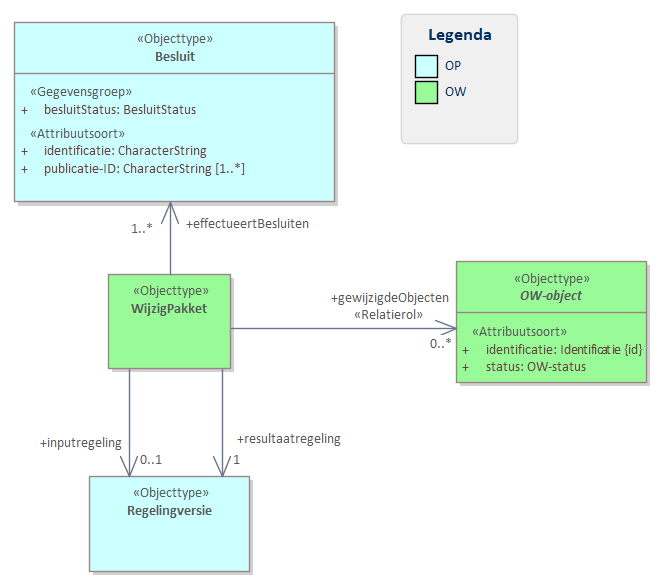 «Objecttype»
Besluit
«Gegevensgroep»
+ besluitStatus: BesluitStatus
«Attribuutsoort»
+ identificatie: CharacterString
+ publicatie-ID: CharacterString [1..*]
Legenda
OP
OW
1..*
+effectueertBesluiten
«Objecttype»
WijzigPakket
+gewijzigdeObjecten
«Relatierol»
0..*
«Objecttype»
OW-object
«Attribuutsoort»
+ identificatie: Identificatie {id}
+ status: OW-status
+inputregeling
0..1
+resultaatregeling
1
«Objecttype»
Regelingversie